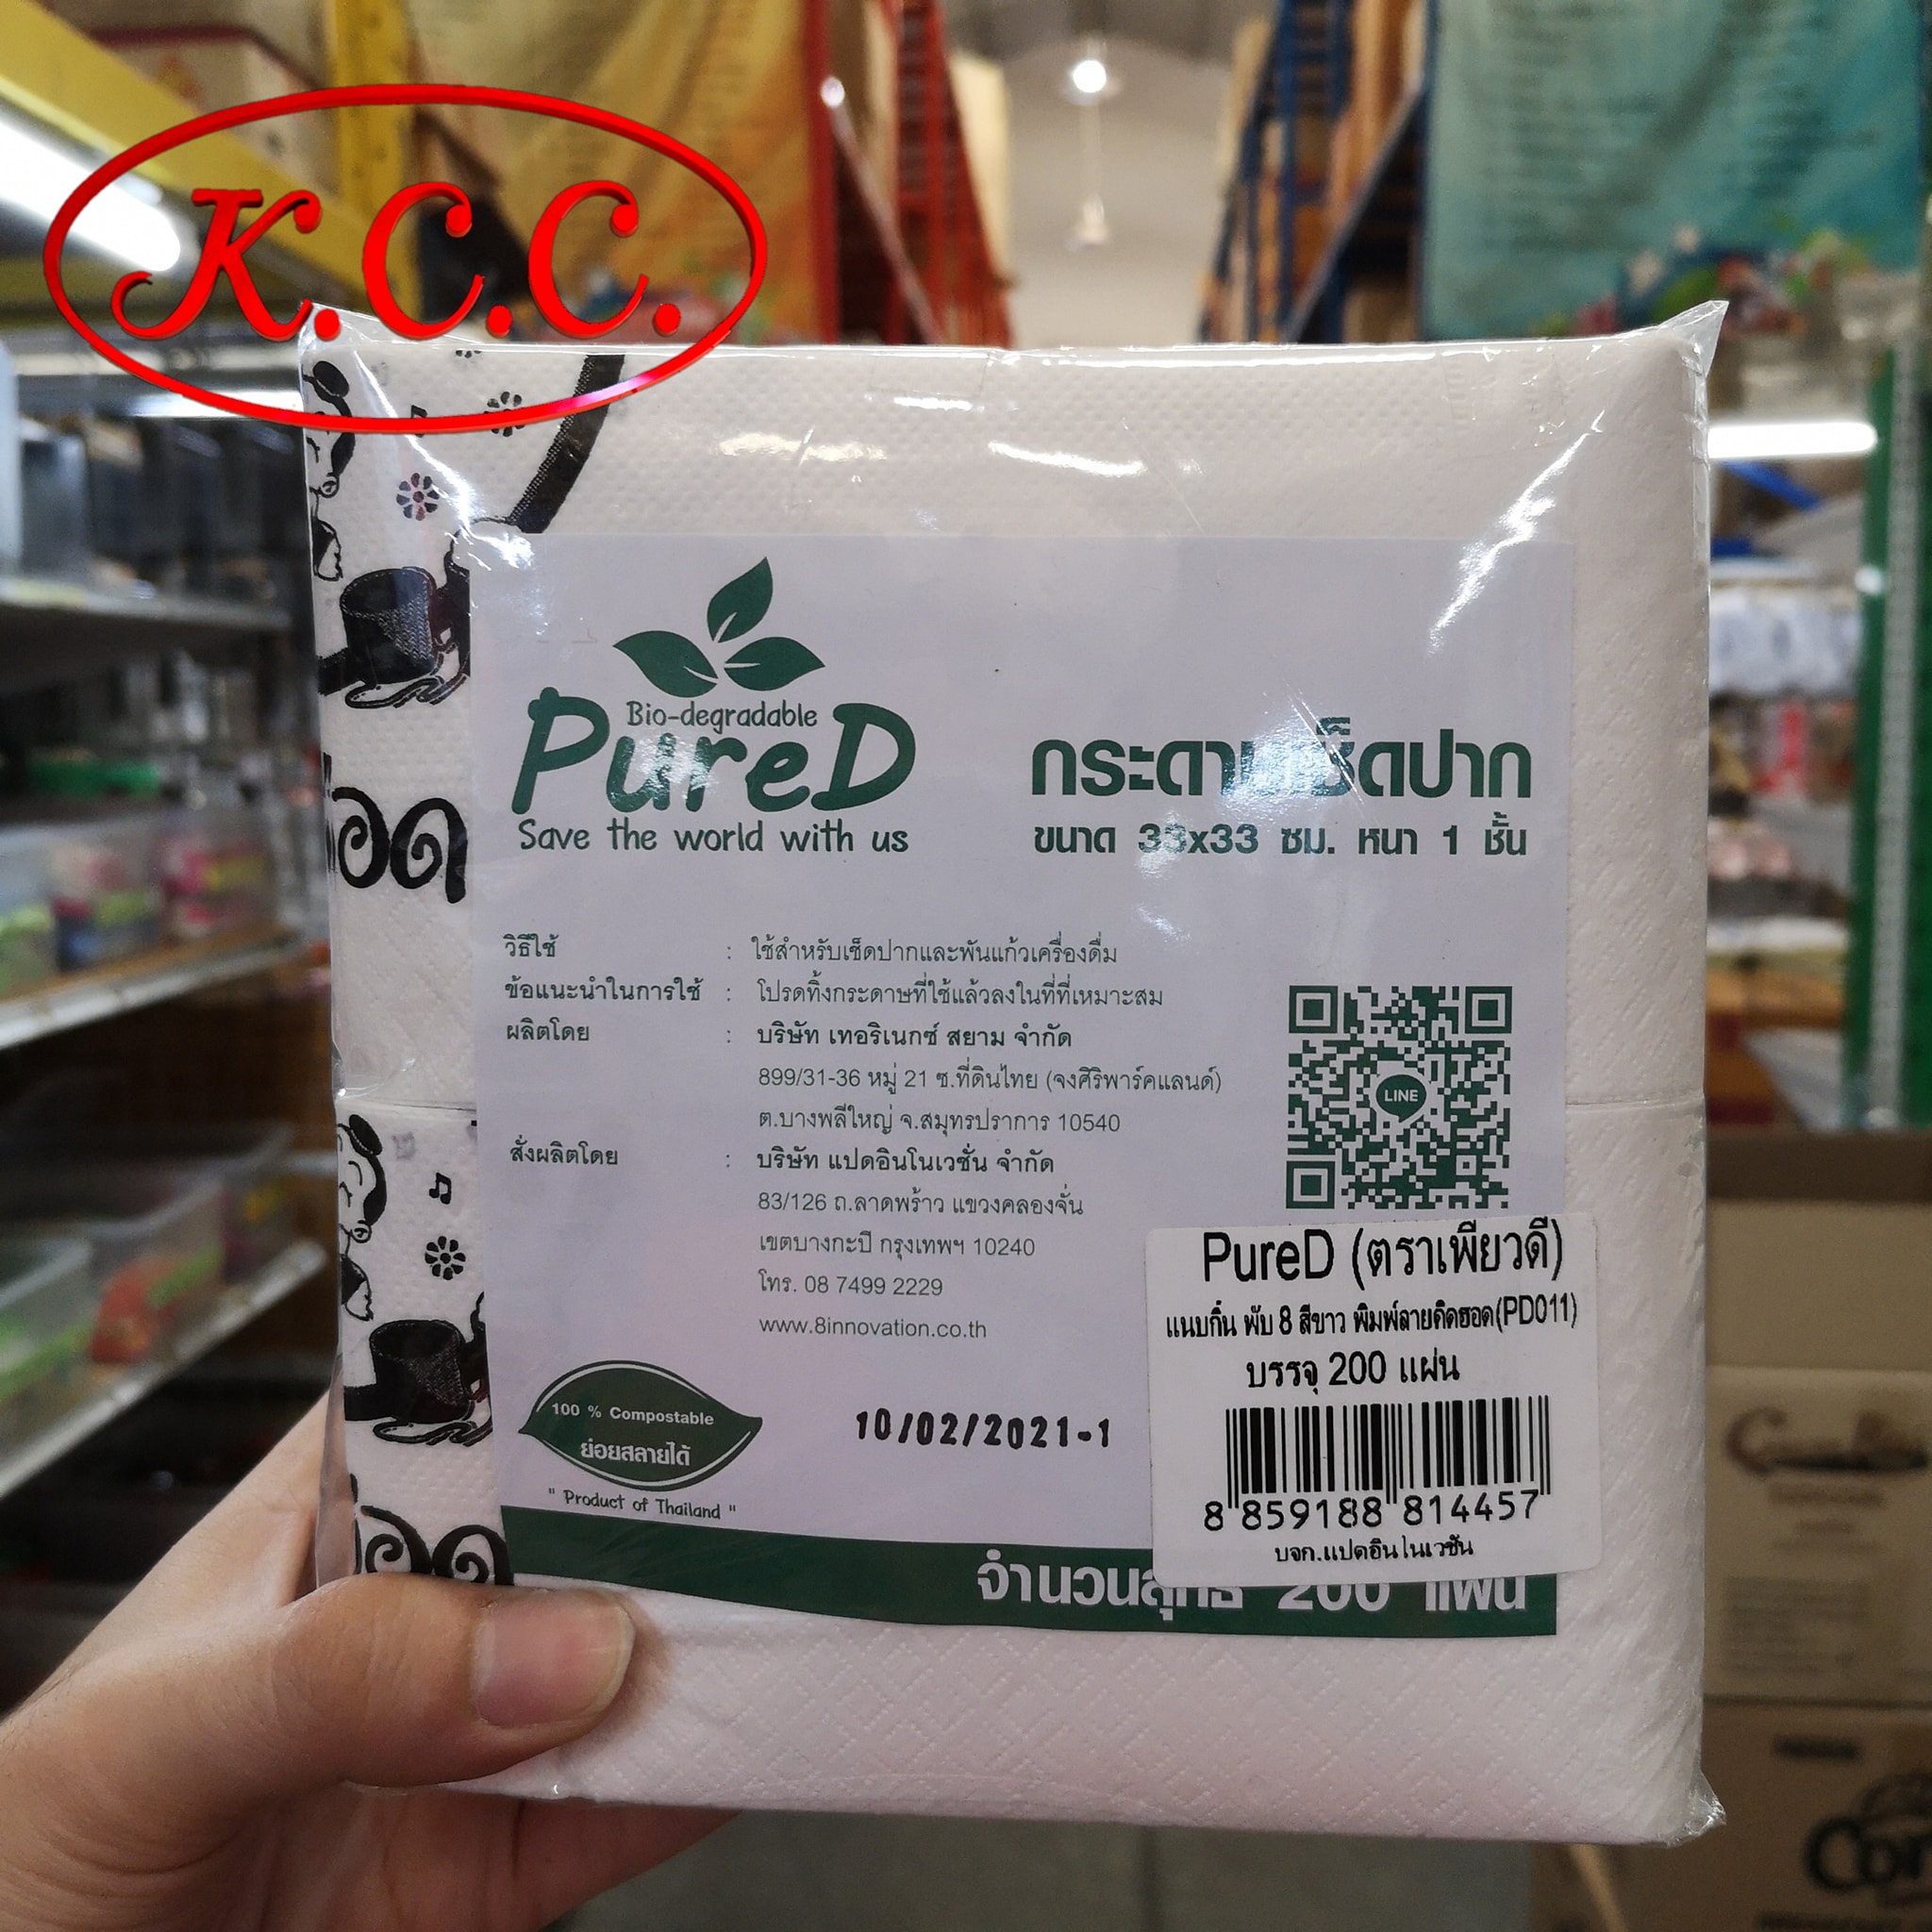 K.C.C.
Bio-degradable
PureD
Save the world with us
กระดาษเช็ดปาก
ขนาด 33x33 ซม. หนา 1 ชั้น
วิธีใช้ : ใช้สำหรับเช็ดปากและพันแก้วเครื่องดื่ม
ข้อแนะนำในการใช้ : โปรดทิ้งกระดาษที่ใช้แล้วลงในที่ที่เหมาะสม
ผลิตโดย : บริษัท เทอริเนกซ์ สยาม จำกัด
899/31-36 หมู่ 21 ซ.ที่ดินไทย (จงศิริพาร์คแลนด์)
ต.บางพลีใหญ่ จ.สมุทรปราการ 10540
สั่งผลิตโดย : บริษัท แปดอินโนเวชั่น จำกัด
83/126 ถ.ลาดพร้าว แขวงคลองจั่น
เขตบางกะปิ กรุงเทพฯ 10240
โทร. 08 7499 2229
www.8innovation.co.th
LINE
PureD (ตราเพียวดี)
แนบกิ้น พับ 8 สีขาว พิมพ์ลายคิดฮอด(PD011)
บรรจุ 200 แผ่น
8 859188 814457
บจก.แปดอินโนเวชั่น
100 % Compostable
ย่อยสลายได้
" Product of Thailand "
10/02/2021-1
จำนวนสุทธิ 200 แผ่น